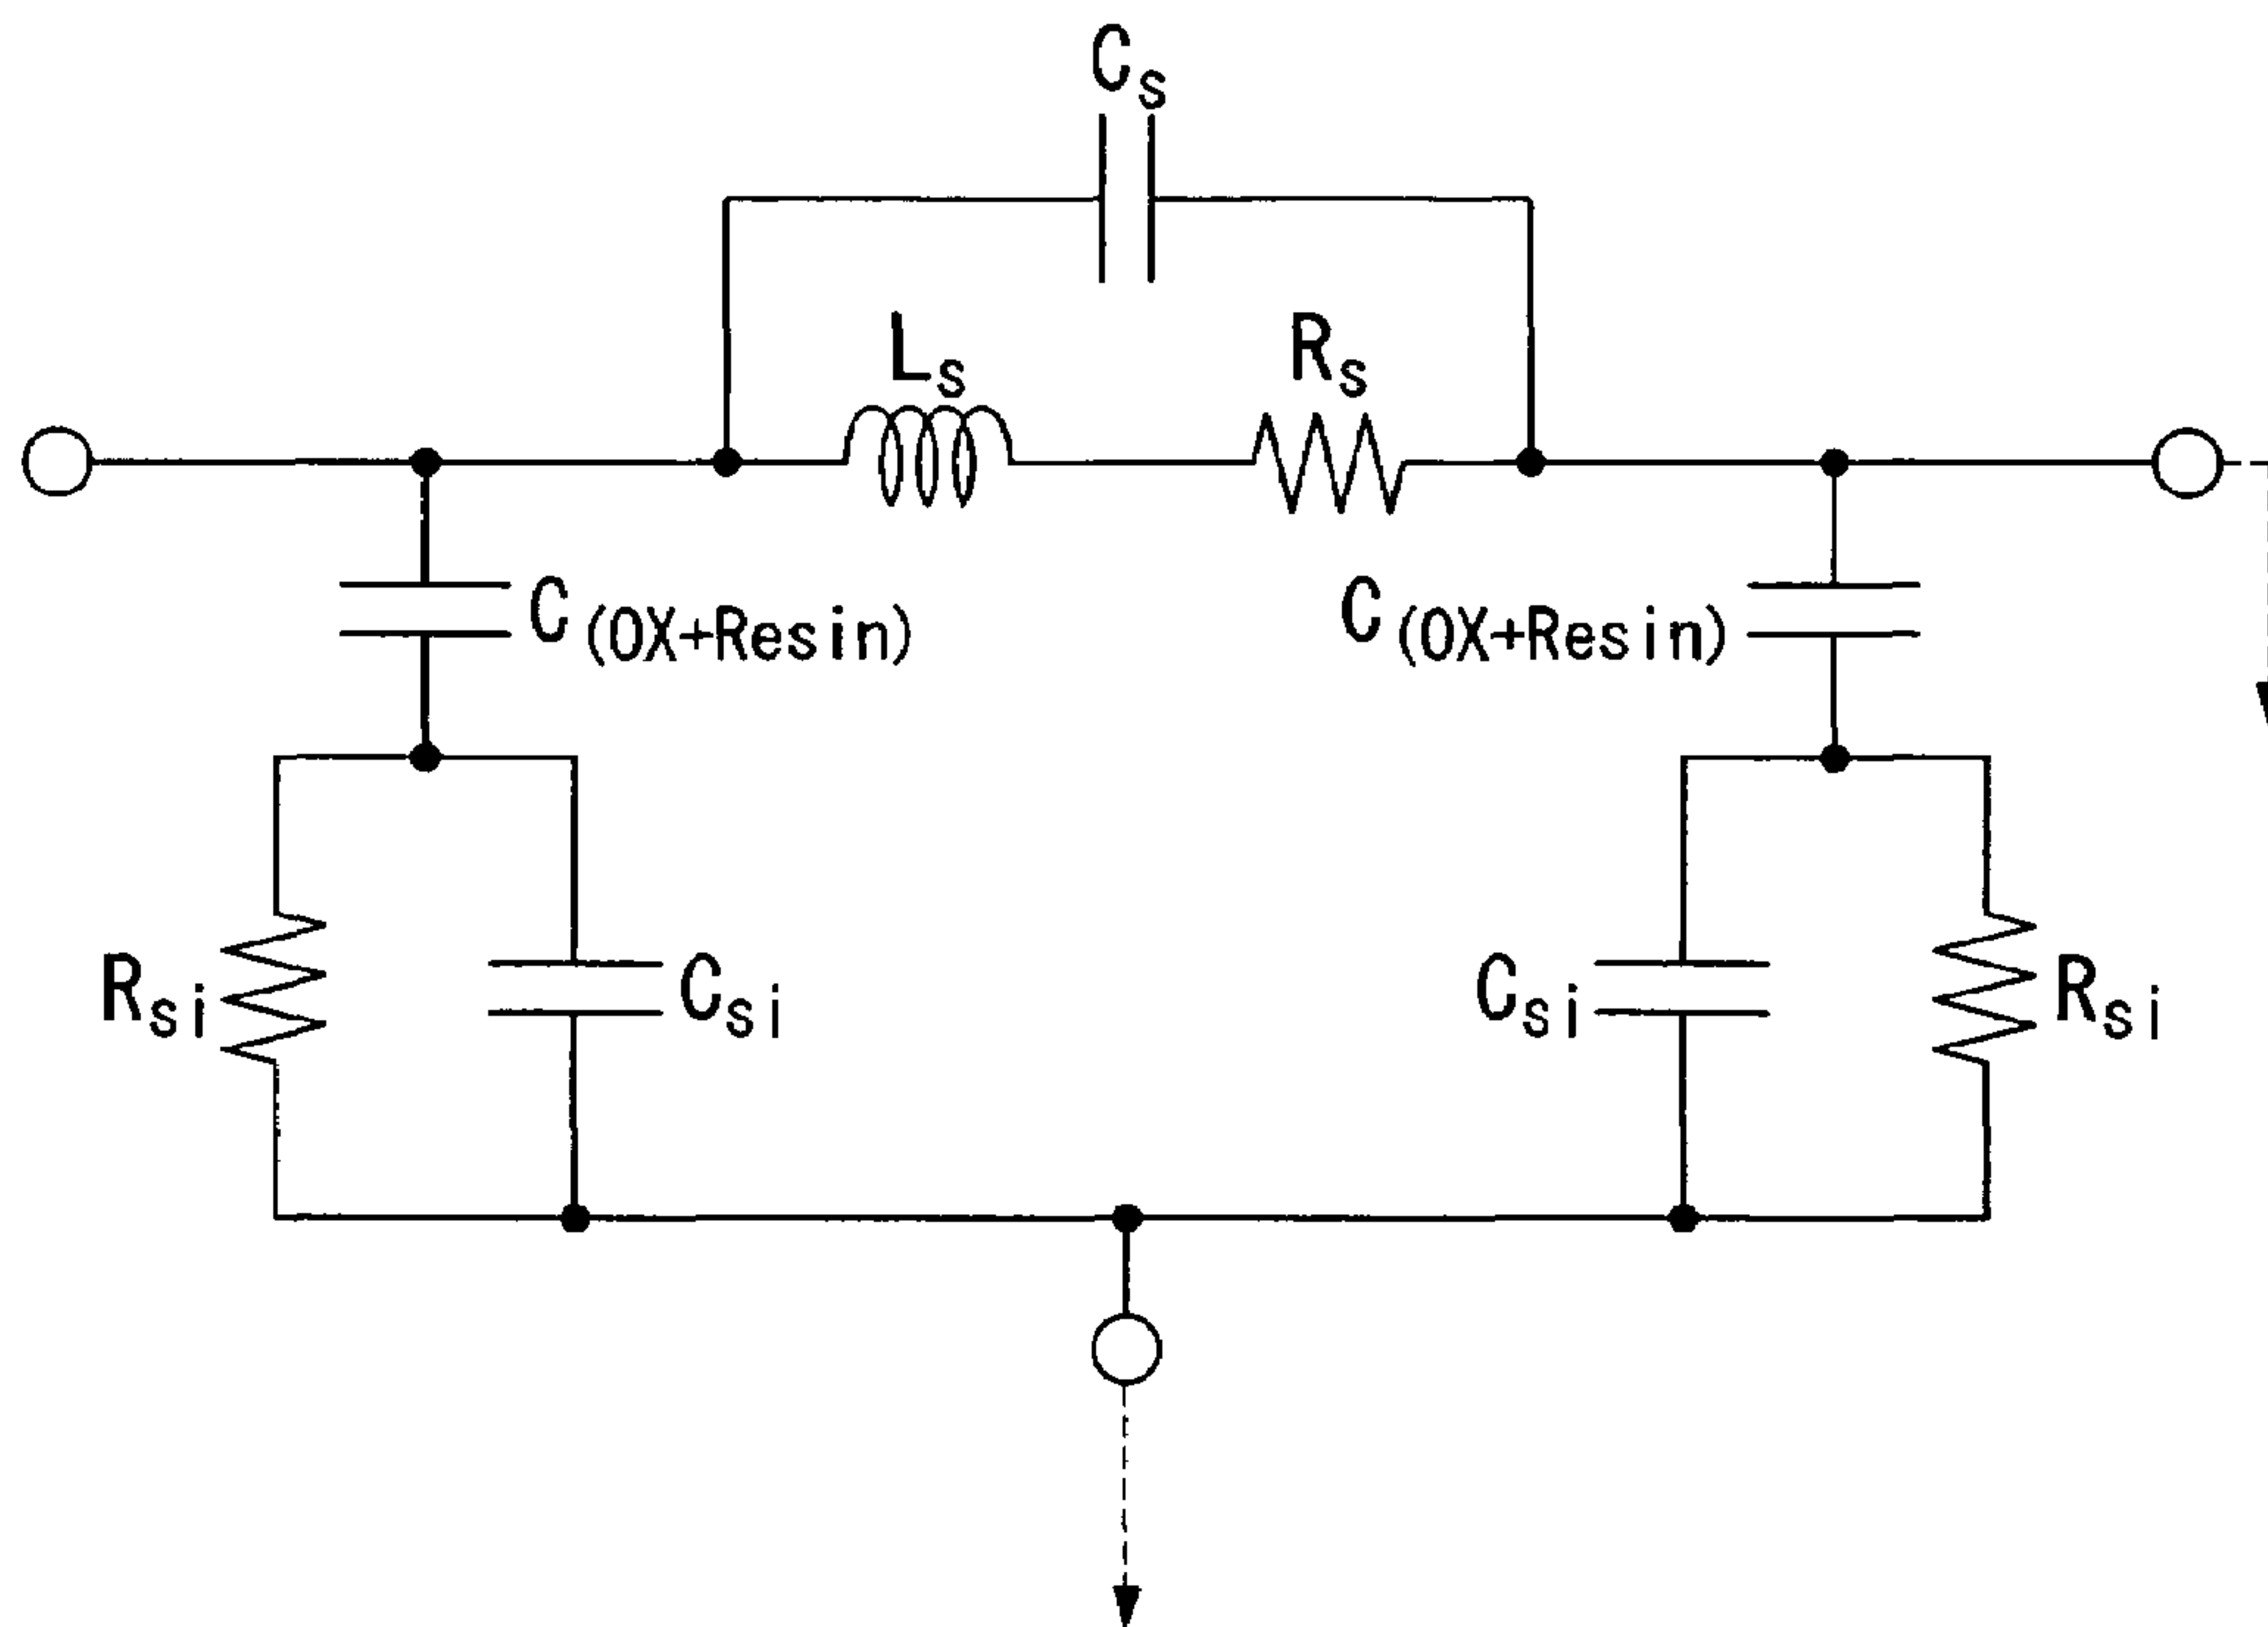 Cs
Ls
Rs
C(OX+Resin)
C(OX+Resin)
Rsi
Csi
Csi
Rsi